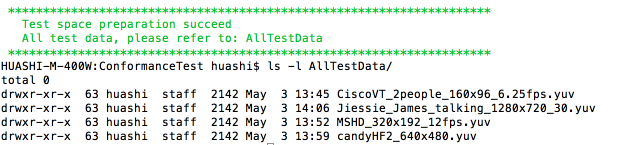 **********************************************************************
Test space preparation succeed
All test data, please refer to: AllTestData
**********************************************************************
HUASHI-M-400W:ConformanceTest huashi$ ls -l AllTestData/
total 0
drwxr-xr-x  63 huashi  staff  2142 May  3 13:45 CiscoVT_2people_160x96_6.25fps.yuv
drwxr-xr-x  63 huashi  staff  2142 May  3 14:06 Jiessie_James_talking_1280x720_30.yuv
drwxr-xr-x  63 huashi  staff  2142 May  3 13:52 MSHD_320x192_12fps.yuv
drwxr-xr-x  63 huashi  staff  2142 May  3 13:59 candyHF2_640x480.yuv